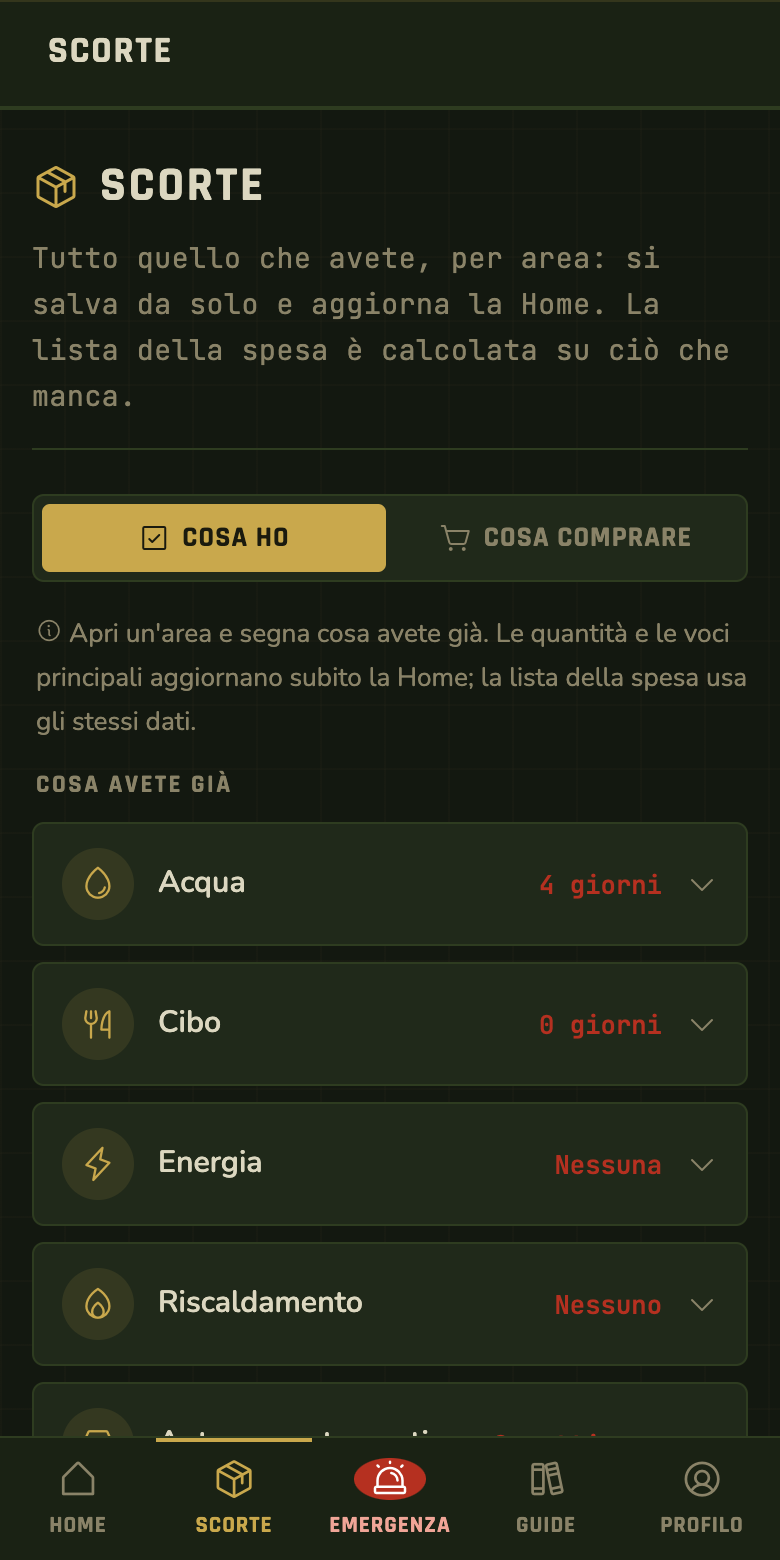 SCORTE
SCORTE
Tutto quello che avete, per area: si
salva da solo e aggiorna la Home. La
lista della spesa è calcolata su ciò che
manca.
COSA HO
COSA COMPRARE
Apri un'area e segna cosa avete già. Le quantità e le voci
principali aggiornano subito la Home; la lista della spesa usa
gli stessi dati.
COSA AVETE GIÀ
Acqua
4 giorni
Cibo
0 giorni
Energia
Nessuna
Riscaldamento
Nessuno
HOME
SCORTE
EMERGENZA
GUIDE
PROFILO